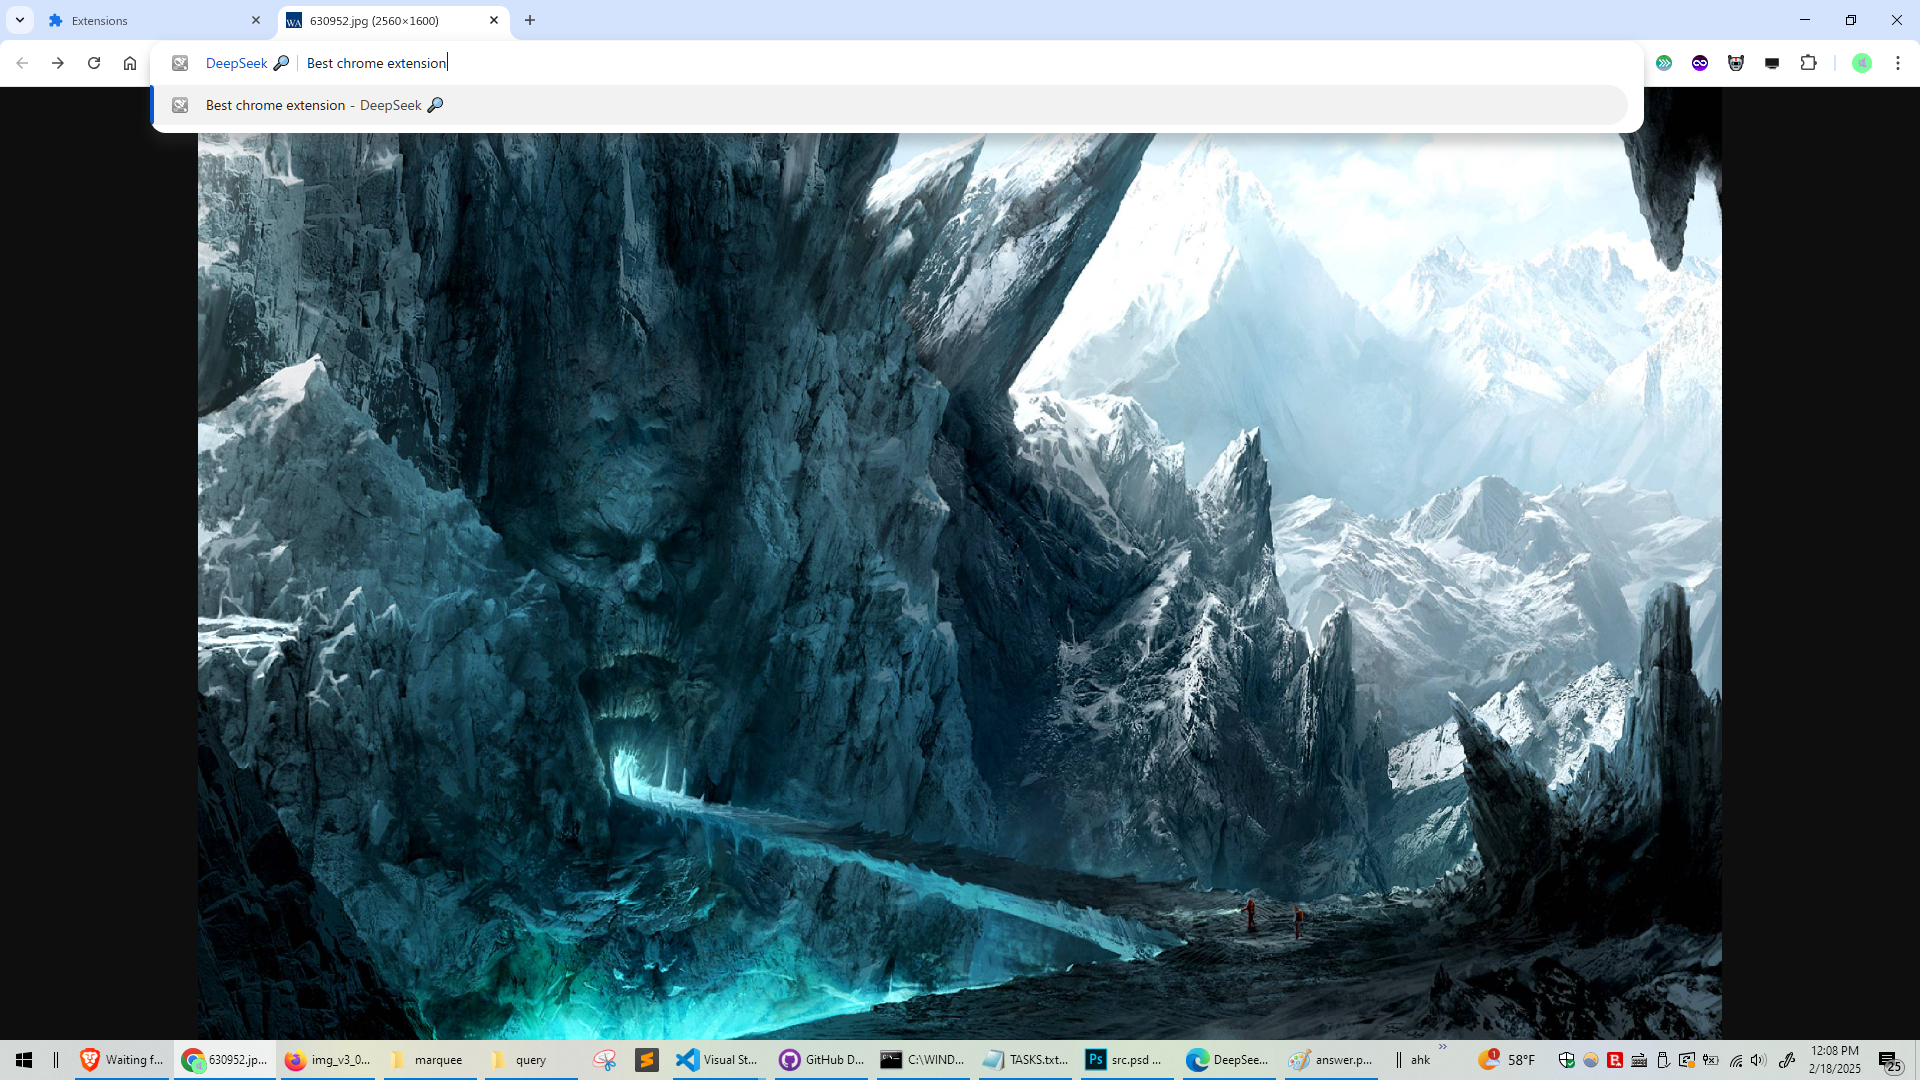 Extensions
630952.jpg (2560×1600)
DeepSeek 🔎 Best chrome extension
Best chrome extension - DeepSeek 🔎
Waiting f...
630952.jp...
img_v3_0...
marquee
query
Visual St...
GitHub D...
C:\WIND...
TASKS.txt...
src.psd ...
DeepSee...
answer.p...
ahk
58°F
12:08 PM
2/18/2025
25